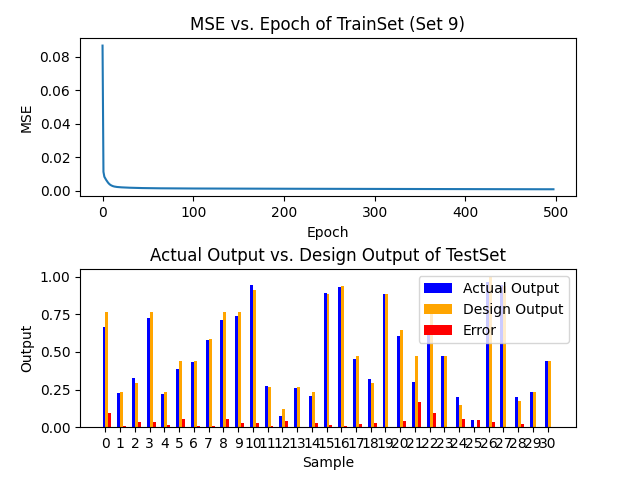 MSE vs. Epoch of TrainSet (Set 9)
0.08
0.06
0.04
0.02
0.00
MSE
0 100 200 300 400 500
Epoch
Actual Output vs. Design Output of TestSet
1.00
0.75
0.50
0.25
0.00
Output
Actual Output
Design Output
Error
0 1 2 3 4 5 6 7 8 9 10 11 12 13 14 15 16 17 18 19 20 21 22 23 24 25 26 27 28 29 30
Sample